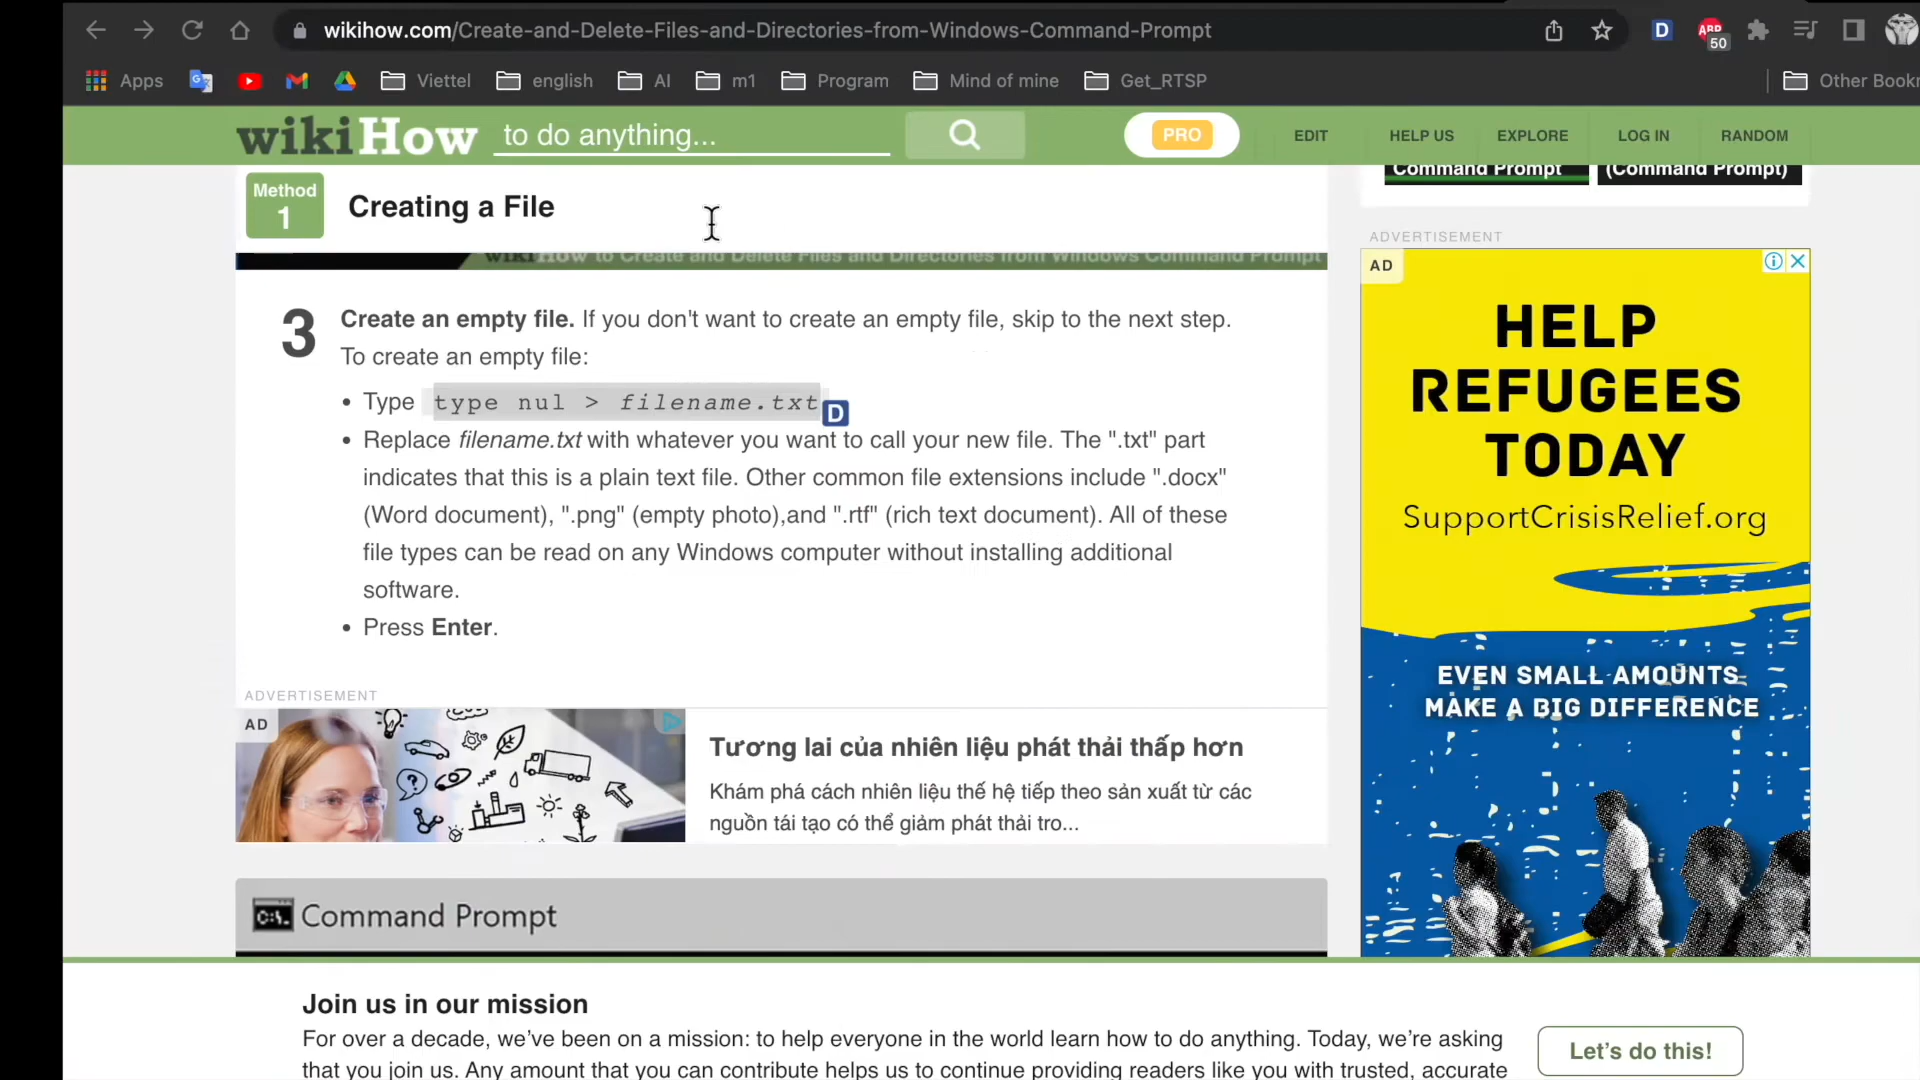 wikihow.com/Create-and-Delete-Files-and-Directories-from-Windows-Command-Prompt
D
ABP
50
Apps
Viettel
english
AI
m1
Program
Mind of mine
Get_RTSP
Other Bookr
wikiHow
to do anything...
PRO
EDIT
HELP US
EXPLORE
LOG IN
RANDOM
Method
1
Creating a File
Command Prompt
(Command Prompt)
wikiHow to Create and Delete Files and Directories from Windows Command Prompt
3
Create an empty file. If you don't want to create an empty file, skip to the next step.
To create an empty file:
• Type type nul > filename.txt
D
• Replace filename.txt with whatever you want to call your new file. The ".txt" part
indicates that this is a plain text file. Other common file extensions include ".docx"
(Word document), ".png" (empty photo),and ".rtf" (rich text document). All of these
file types can be read on any Windows computer without installing additional
software.
• Press Enter.
ADVERTISEMENT
AD
Tương lai của nhiên liệu phát thải thấp hơn
Khám phá cách nhiên liệu thế hệ tiếp theo sản xuất từ các
nguồn tái tạo có thể giảm phát thải tro...
C:\.
Command Prompt
ADVERTISEMENT
AD
HELP
REFUGEES
TODAY
SupportCrisisRelief.org
EVEN SMALL AMOUNTS
MAKE A BIG DIFFERENCE
Join us in our mission
For over a decade, we've been on a mission: to help everyone in the world learn how to do anything. Today, we're asking
that you join us. Any amount that you can contribute helps us to continue providing readers like you with trusted, accurate
Let's do this!